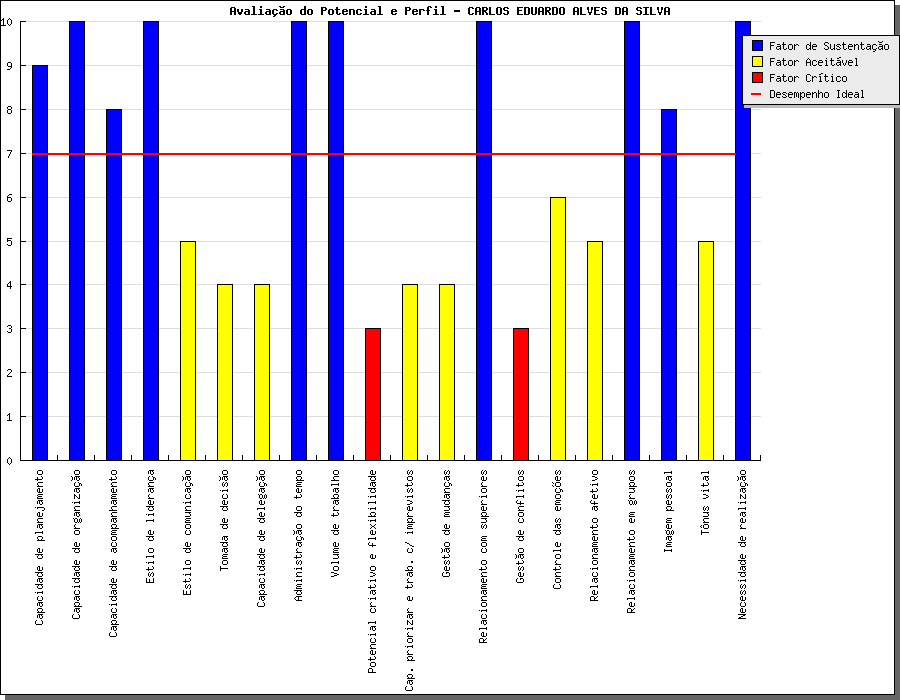 Avaliação do Potencial e Perfil - CARLOS EDUARDO ALVES DA SILVA
10
9
8
7
6
5
4
3
2
1
0
Fator de Sustentação
Fator Aceitável
Fator Crítico
Desempenho Ideal
Capacidade de planejamento
Capacidade de organização
Capacidade de acompanhamento
Estilo de liderança
Estilo de comunicação
Tomada de decisão
Capacidade de delegação
Administração do tempo
Volume de trabalho
Potencial criativo e flexibilidade
Cap. priorizar e trab. c/ imprevistos
Gestão de mudanças
Relacionamento com superiores
Gestão de conflitos
Controle das emoções
Relacionamento afetivo
Relacionamento em grupos
Imagem pessoal
Tônus vital
Necessidade de realização